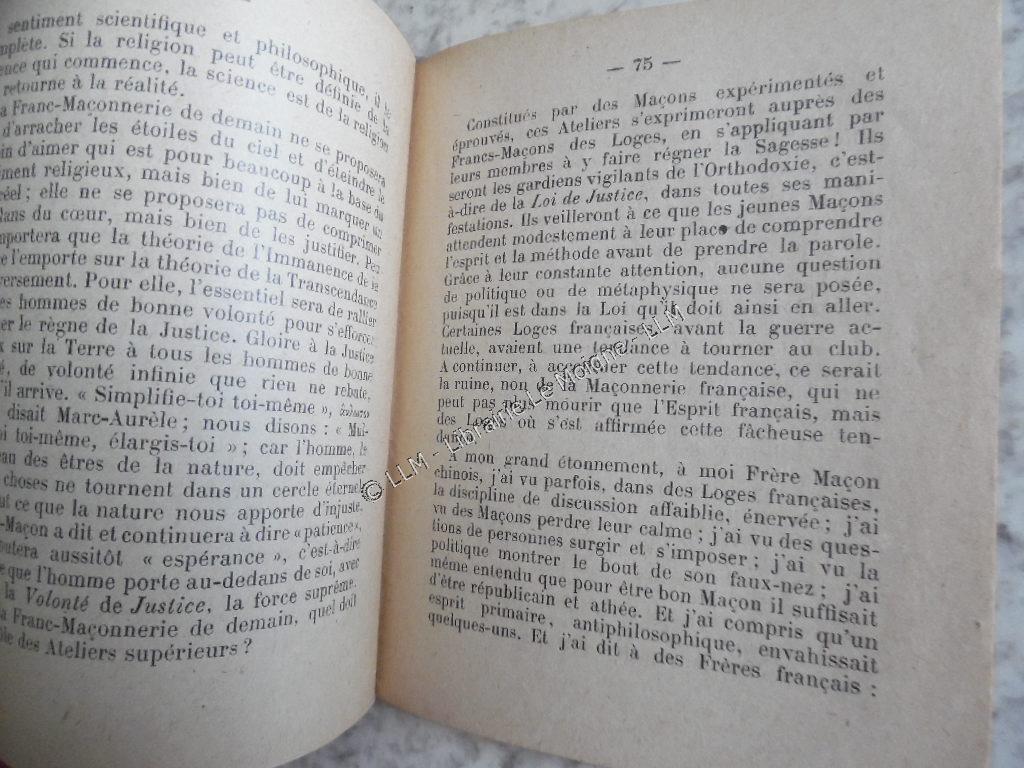 sentiment scientifique et philosophique, il le
Si la religion peut être définie de la
qui commence, la science est de la religion
retourne à la réalité.
Franc-Maçonnerie de demain ne se proposera
d'arracher les étoiles du ciel et d'éteindre le
d'aimer qui est pour beaucoup à la base du
religieux, mais bien de lui marquer un
réel; elle ne se proposera pas de comprimer
du cœur, mais bien de les justifier. Peu
que la théorie de l'Immanence de la
l'emporte sur la théorie de la Transcendance
Pour elle, l'essentiel sera de rallier
hommes de bonne volonté pour s'efforcer
le règne de la Justice. Gloire à la Justice
sur la Terre à tous les hommes de bonne
de volonté infinie que rien ne rebute,
arrive. « Simplifie-toi toi-même »,
disait Marc-Aurèle; nous disons : « Mul-
toi-même, élargis-toi »; car l'homme, le
des êtres de la nature, doit empêcher
choses ne tournent dans un cercle éternel
ce que la nature nous apporte d'injuste,
-Maçon a dit et continuera à dire « patience »,
aussitôt « espérance », c'est-à-dire
que l'homme porte au-dedans de soi, avec
la Volonté de Justice, la force suprême.
Franc-Maçonnerie de demain, quel doit
des Ateliers supérieurs?
— 75 —
Constitués par des Maçons expérimentés et
éprouvés, ces Ateliers s'exprimeront auprès des
Francs-Maçons des Loges, en s'appliquant par
leurs membres à y faire régner la Sagesse! Ils
seront les gardiens vigilants de l'Orthodoxie, c'est-
à-dire de la Loi de Justice, dans toutes ses mani-
festations. Ils veilleront à ce que les jeunes Maçons
attendent modestement à leur place de comprendre
l'esprit et la méthode avant de prendre la parole.
Grâce à leur constante attention, aucune question
de politique ou de métaphysique ne sera posée,
puisqu'il est dans la Loi qu'il doit ainsi en aller.
Certaines Loges françaises, avant la guerre ac-
tuelle, avaient une tendance à tourner au club.
A continuer, à accentuer cette tendance, ce serait
la ruine, non de la Maçonnerie française, qui ne
peut pas plus mourir que l'Esprit français, mais
des Loges où s'est affirmée cette fâcheuse ten-
A mon grand étonnement, à moi Frère Maçon
chinois, j'ai vu parfois, dans des Loges françaises,
la discipline de discussion affaiblie, énervée; j'ai
vu des Maçons perdre leur calme; j'ai vu des ques-
tions de personnes surgir et s'imposer; j'ai vu la
politique montrer le bout de son faux-nez; j'ai
même entendu que pour être bon Maçon il suffisait
d'être républicain et athée. Et j'ai compris qu'un
esprit primaire, antiphilosophique, envahissait
quelques-uns. Et j'ai dit à des Frères français :
© LLM - Librairie Le Moigne - LLM